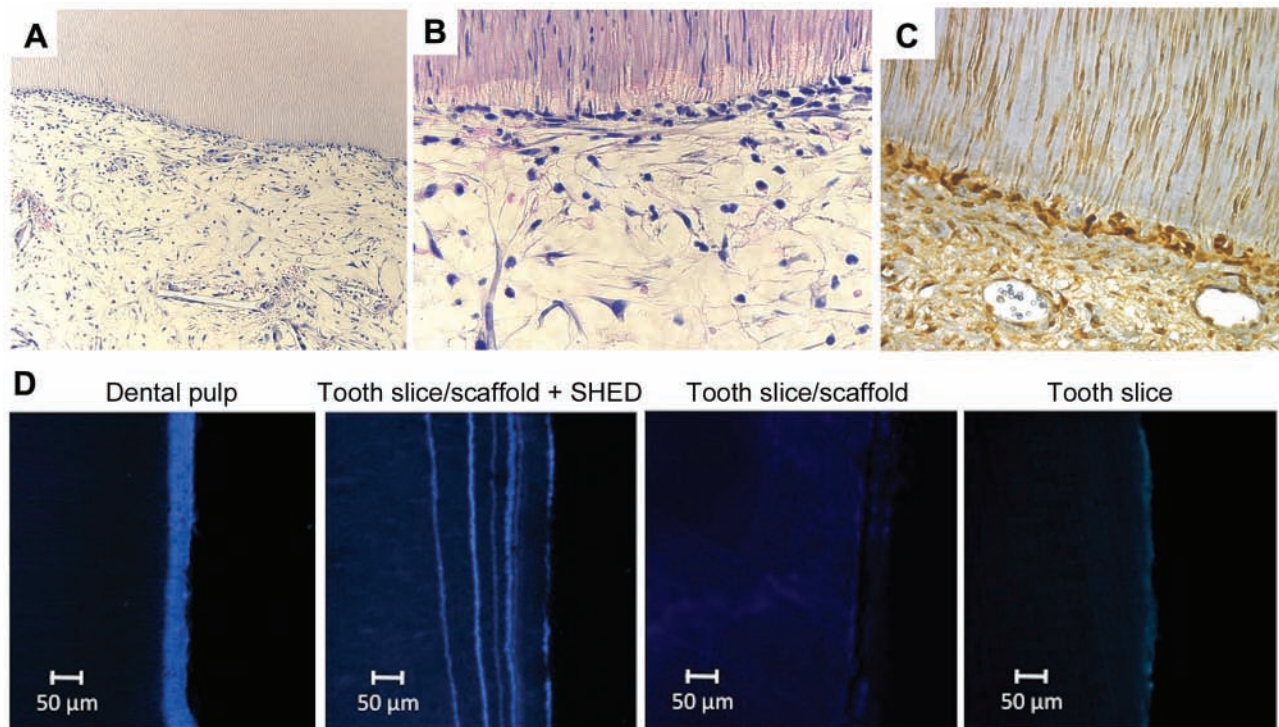 A
B
C
D
Dental pulp
Tooth slice/scaffold + SHED
Tooth slice/scaffold
Tooth slice
50 µm
50 µm
50 µm
50 µm